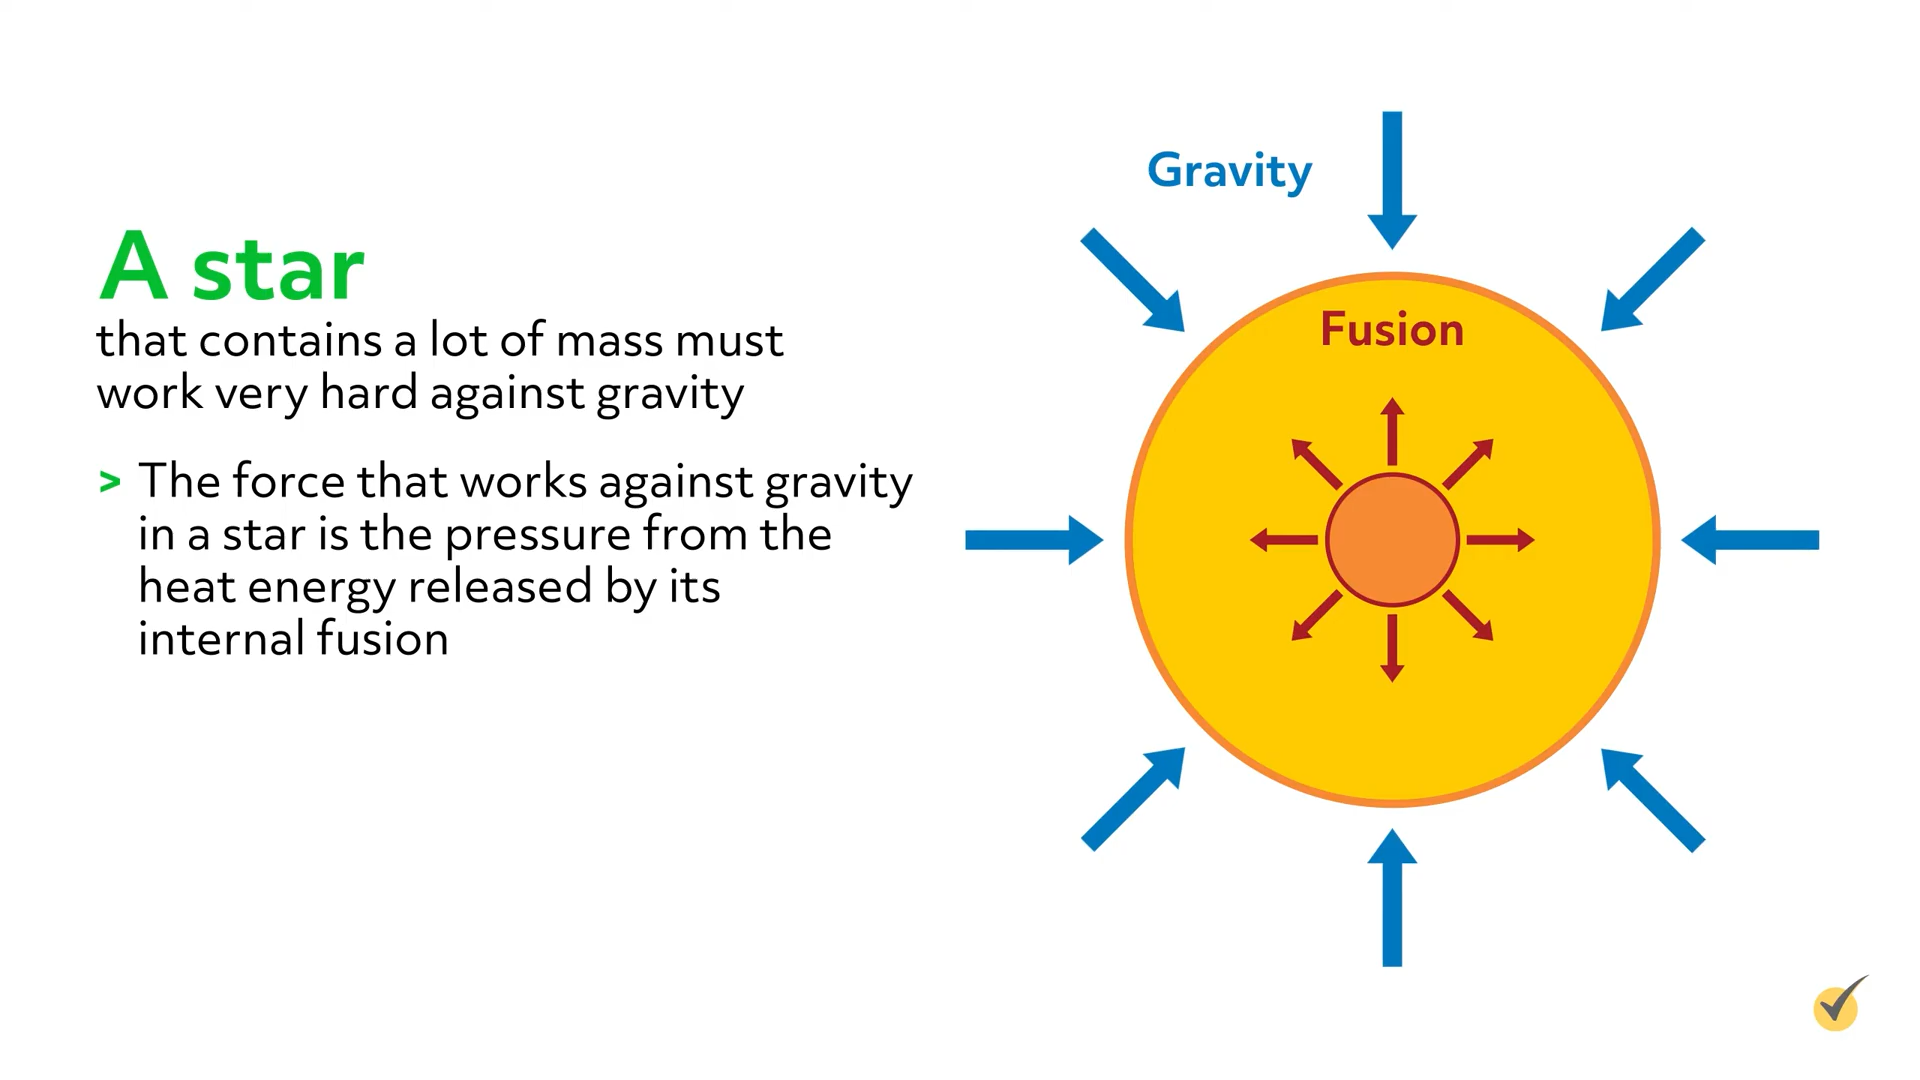 A star
that contains a lot of mass must
work very hard against gravity
> The force that works against gravity
in a star is the pressure from the
heat energy released by its
internal fusion
Gravity
Fusion